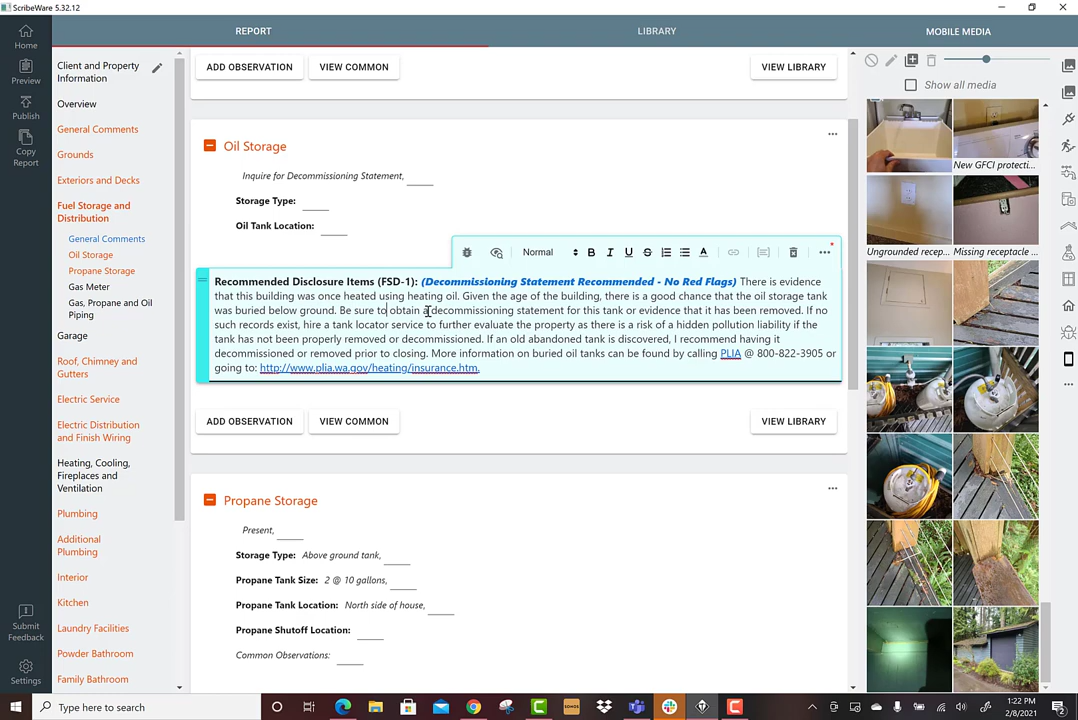 ScribeWare 5.32.12
REPORT
LIBRARY
MOBILE MEDIA
Home
Preview
Publish
Copy
Report
Submit
Feedback
Settings
Client and Property
Information
Overview
General Comments
Grounds
Exteriors and Decks
Fuel Storage and
Distribution
General Comments
Oil Storage
Propane Storage
Gas Meter
Gas, Propane and Oil
Piping
Garage
Roof, Chimney and
Gutters
Electric Service
Electric Distribution
and Finish Wiring
Heating, Cooling,
Fireplaces and
Ventilation
Plumbing
Additional
Plumbing
Interior
Kitchen
Laundry Facilities
Powder Bathroom
Family Bathroom
ADD OBSERVATION
VIEW COMMON
VIEW LIBRARY
Oil Storage
Inquire for Decommissioning Statement,
Storage Type:
Oil Tank Location:
Normal
B I U S A
Recommended Disclosure Items (FSD-1): (Decommissioning Statement Recommended - No Red Flags) There is evidence
that this building was once heated using heating oil. Given the age of the building, there is a good chance that the oil storage tank
was buried below ground. Be sure to obtain a decommissioning statement for this tank or evidence that it has been removed. If no
such records exist, hire a tank locator service to further evaluate the property as there is a risk of a hidden pollution liability if the
tank has not been properly removed or decommissioned. If an old abandoned tank is discovered, I recommend having it
decommissioned or removed prior to closing. More information on buried oil tanks can be found by calling PLIA @ 800-822-3905 or
going to: http://www.plia.wa.gov/heating/insurance.htm.
ADD OBSERVATION
VIEW COMMON
VIEW LIBRARY
Propane Storage
Present,
Storage Type: Above ground tank,
Propane Tank Size: 2 @ 10 gallons,
Propane Tank Location: North side of house,
Propane Shutoff Location:
Common Observations:
Show all media
New GFCI protecti...
Ungrounded recep...
Missing receptacle
Type here to search
SONOS
1:22 PM
2/8/2021
2